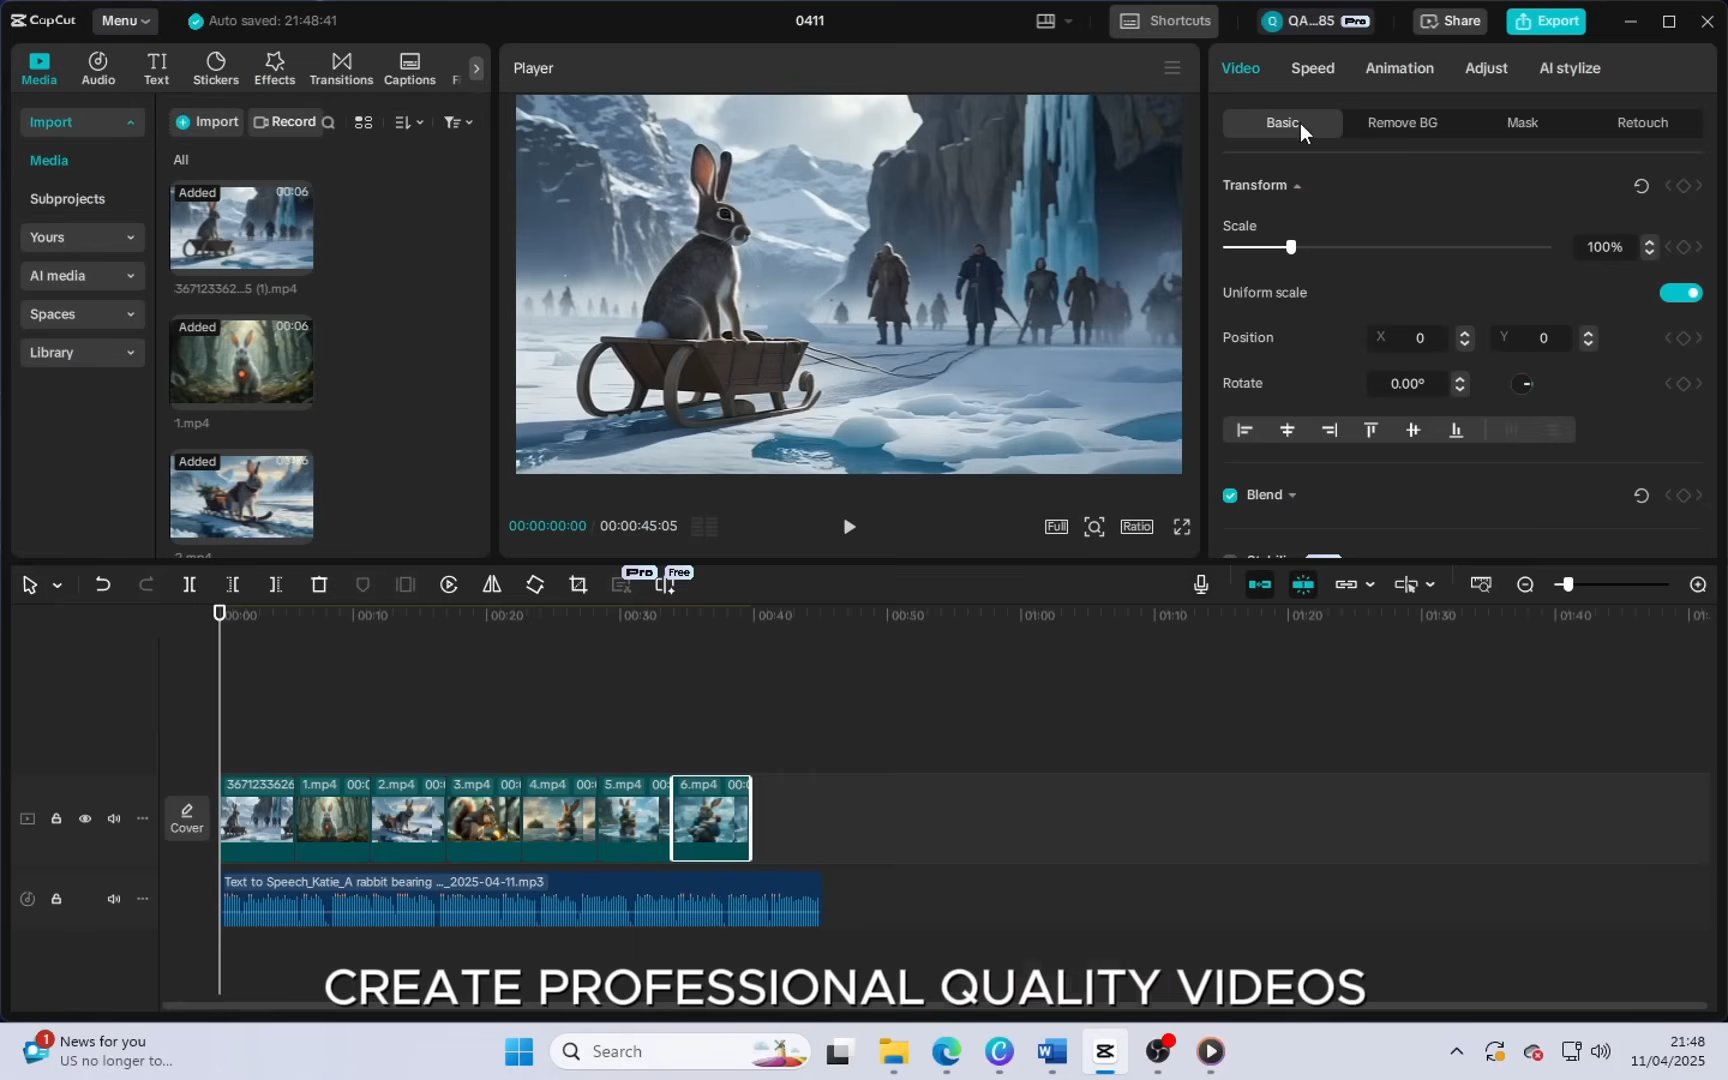 CapCut
Menu
Auto saved: 21:48:41
0411
Shortcuts
Q
QA...85
Pro
Share
Export
Media
Audio
TI
Text
Stickers
Effects
Transitions
Captions
Import
Media
Subprojects
Yours
AI media
Spaces
Library
Import
Record
All
Added
00:06
367123362...5 (1).mp4
Added
00:06
1.mp4
Added
Player
00:00:00:00 / 00:00:45:05
Full
Ratio
Video
Speed
Animation
Adjust
AI stylize
Basic
Remove BG
Mask
Retouch
Transform
Scale
100%
Uniform scale
Position
X 0
Y 0
Rotate
0.00°
Blend
Pro
Free
00:00
00:10
00:20
00:30
00:40
00:50
01:00
01:10
01:20
01:30
01:40
Cover
3671233626
1.mp4
2.mp4
3.mp4
4.mp4
5.mp4
6.mp4
Text to Speech_Katie_A rabbit bearing ..._2025-04-11.mp3
CREATE PROFESSIONAL QUALITY VIDEOS
1
News for you
US no longer to...
Search
21:48
11/04/2025